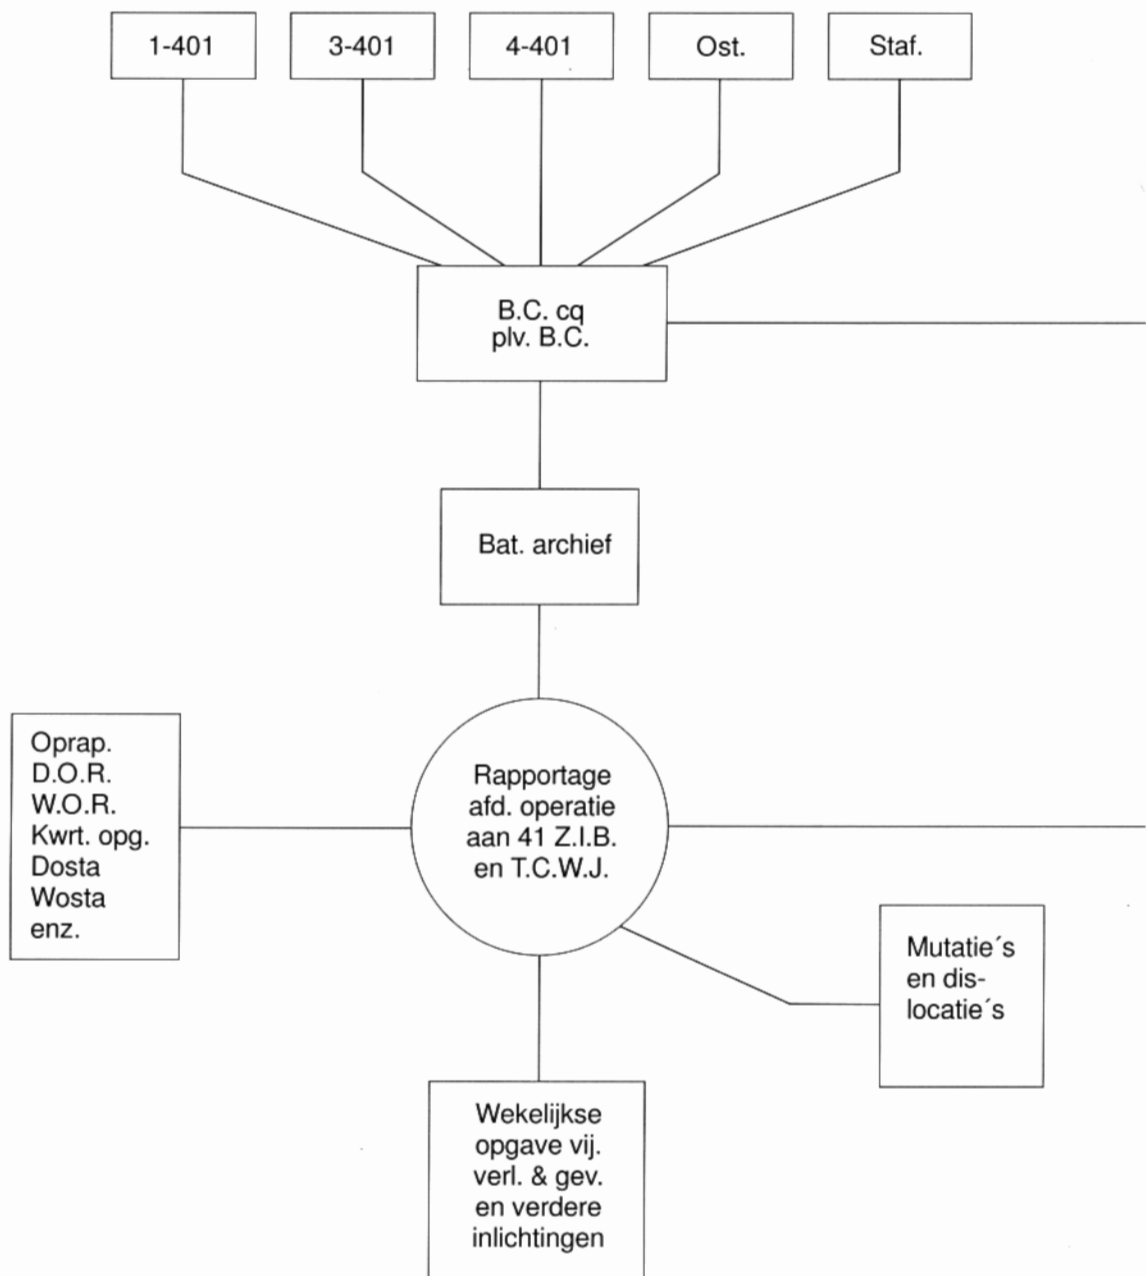 1-401
3-401
4-401
Ost.
Staf.
B.C. cq
plv. B.C.
Bat. archief
Oprap.
D.O.R.
W.O.R.
Kwrt. opg.
Dosta
Wosta
enz.
Rapportage
afd. operatie
aan 41 Z.I.B.
en T.C.W.J.
Mutatie´s
en dis-
locatie´s
Wekelijkse
opgave vij.
verl. & gev.
en verdere
inlichtingen